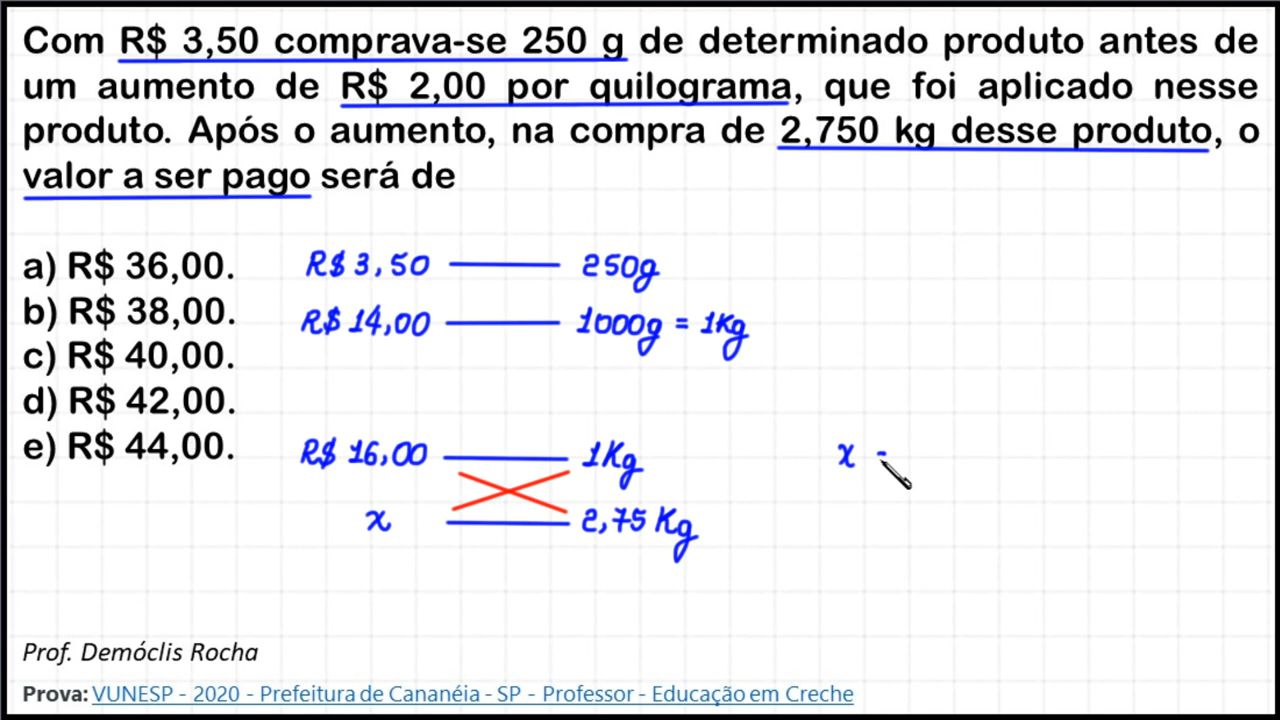 Com R$ 3,50 comprava-se 250 g de determinado produto antes de
um aumento de R$ 2,00 por quilograma, que foi aplicado nesse
produto. Após o aumento, na compra de 2,750 kg desse produto, o
valor a ser pago será de
a) R$ 36,00.
b) R$ 38,00.
c) R$ 40,00.
d) R$ 42,00.
e) R$ 44,00.
R$ 3,50 250g
R$ 14,00 1000g = 1Kg
R$ 16,00 1Kg
x 2,75 Kg
x -
Prof. Demóclis Rocha
Prova: VUNESP - 2020 - Prefeitura de Cananéia - SP - Professor - Educação em Creche